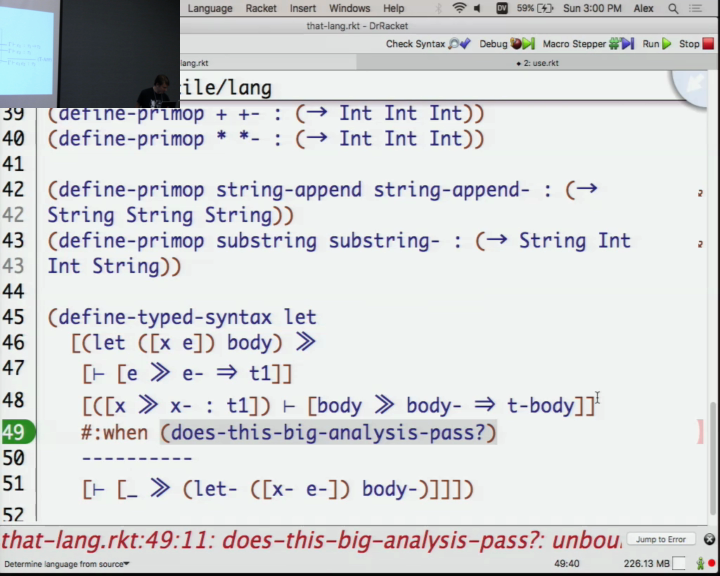 Language Racket Insert Windows Help 59% Sun 3:00 PM Alex
that-lang.rkt - DrRacket
Check Syntax Debug Macro Stepper Run Stop
lang.rkt • 2: use.rkt
ile/lang
39 (define-primop + +- : (→ Int Int Int))
40 (define-primop * *- : (→ Int Int Int))
41
42 (define-primop string-append string-append- : (→
42 String String String))
43 (define-primop substring substring- : (→ String Int
43 Int String))
44
45 (define-typed-syntax let
46 [(let ([x e]) body) ≫
47 [⊢ [e ≫ e- ⇒ t1]]
48 [([x ≫ x- : t1]) ⊢ [body ≫ body- ⇒ t-body]]
49 #:when (does-this-big-analysis-pass?)
50 ----------
51 [⊢ [_ ≫ (let- ([x- e-]) body-)]]])
52
that-lang.rkt:49:11: does-this-big-analysis-pass?: unbou Jump to Error
Determine language from source 49:40 226.13 MB